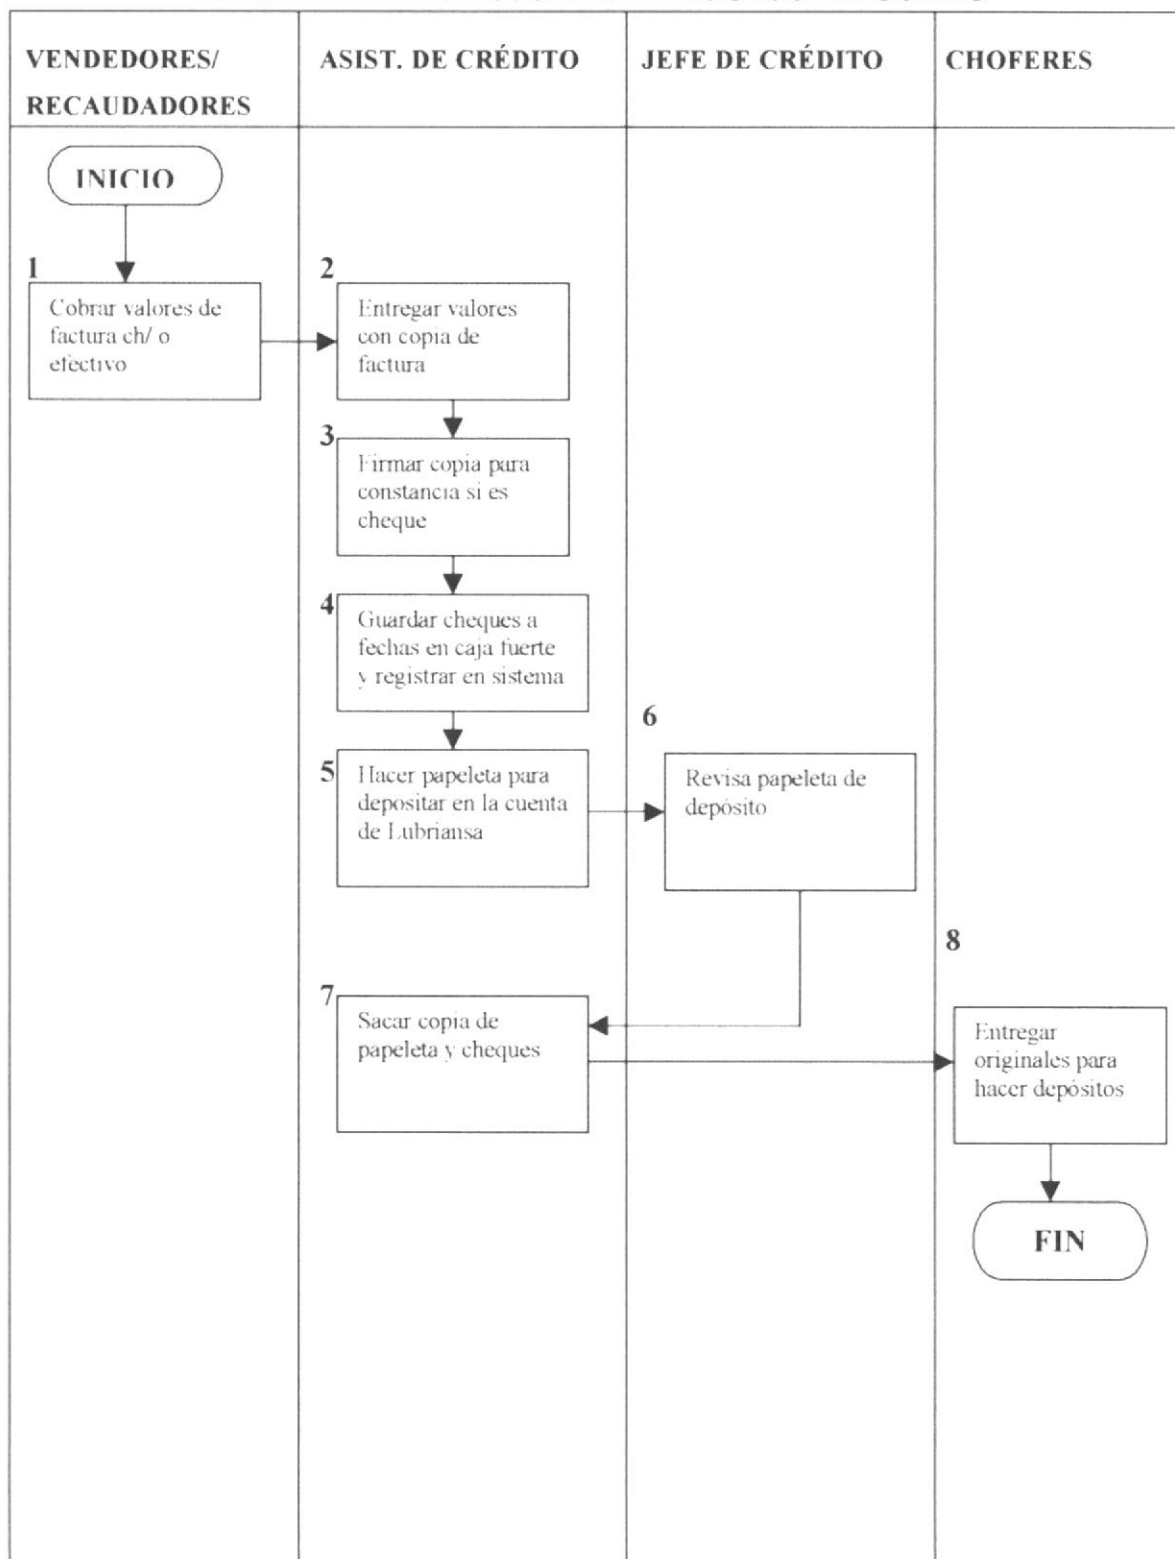 VENDEDORES/
RECAUDADORES
ASIST. DE CRÉDITO
JEFE DE CRÉDITO
CHOFERES
INICIO
1
Cobrar valores de
factura ch/ o
efectivo
2
Entregar valores
con copia de
factura
3
Firmar copia para
constancia si es
cheque
4
Guardar cheques a
fechas en caja fuerte
y registrar en sistema
5
Hacer papeleta para
depositar en la cuenta
de Lubriansa
6
Revisa papeleta de
depósito
7
Sacar copia de
papeleta y cheques
8
Entregar
originales para
hacer depósitos
FIN